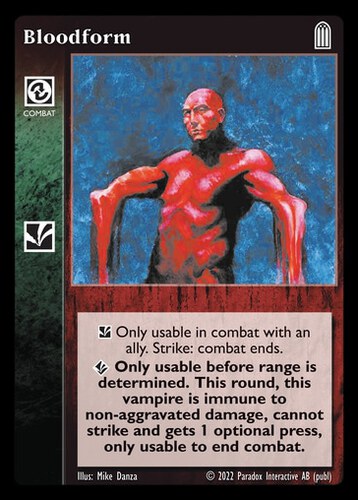 Bloodform
COMBAT
Only usable in combat with an
ally. Strike: combat ends.
Only usable before range is
determined. This round, this
vampire is immune to
non-aggravated damage, cannot
strike and gets 1 optional press,
only usable to end combat.
Illus: Mike Danza
© 2022 Paradox Interactive AB (publ)